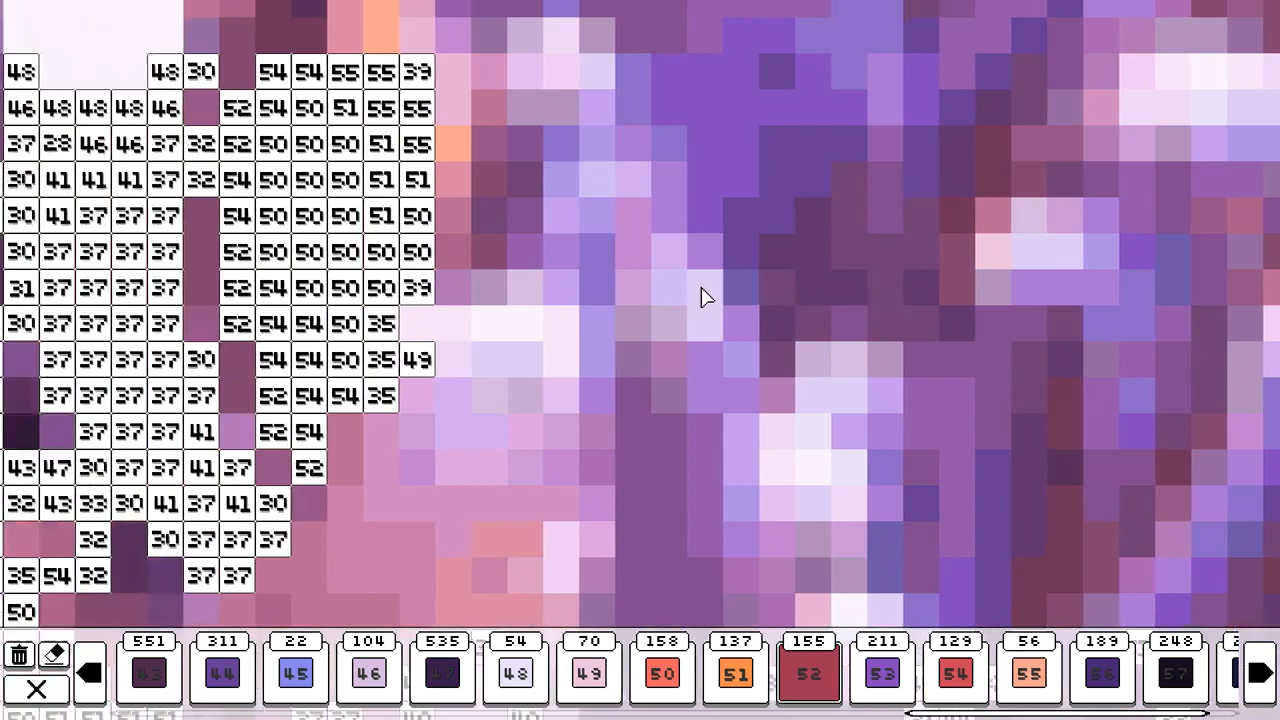 48 48 30 54 54 55 55 39
46 48 48 48 46 52 54 50 51 55 55
37 28 46 46 37 32 52 50 50 50 51 55
30 41 41 41 37 32 54 50 50 50 51 51
30 41 37 37 37 54 50 50 50 51 50
30 37 37 37 37 52 50 50 50 50 50
31 37 37 37 37 52 54 50 50 50 39
30 37 37 37 37 52 54 54 50 35
37 37 37 37 30 54 54 50 35 49
37 37 37 37 37 52 54 54 35
37 37 37 41 52 54
43 47 30 37 37 41 37 52
32 43 33 30 41 37 41 30
32 30 37 37 37
35 54 32 37 37
50
551 311 22 104 535 54 70 158 137 155 211 129 56 189 248
43 44 45 46 47 48 49 50 51 52 53 54 55 56 57